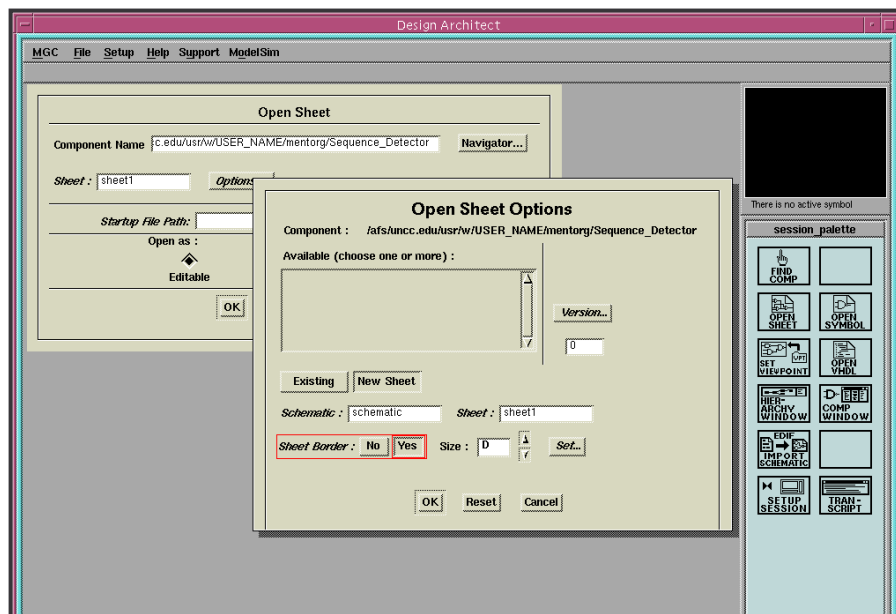 Design Architect
MGC File Setup Help Support ModelSim
Open Sheet
Component Name c.edu/usr/w/USER_NAME/mentorg/Sequence_Detector Navigator...
Sheet : sheet1 Options
Startup File Path:
Open as :
Editable
OK
Open Sheet Options
Component : /afs/uncc.edu/usr/w/USER_NAME/mentorg/Sequence_Detector
Available (choose one or more) :
Version...
0
Existing New Sheet
Schematic : schematic Sheet : sheet1
Sheet Border : No Yes Size : D Set...
OK Reset Cancel
There is no active symbol
session_palette
FIND
COMP
OPEN
SHEET
OPEN
SYMBOL
SET
VIEWPOINT
VPT
OPEN
VHDL
HIER-
ARCHY
WINDOW
COMP
WINDOW
EDIF
IMPORT
SCHEMATIC
SETUP
SESSION
TRAN-
SCRIPT